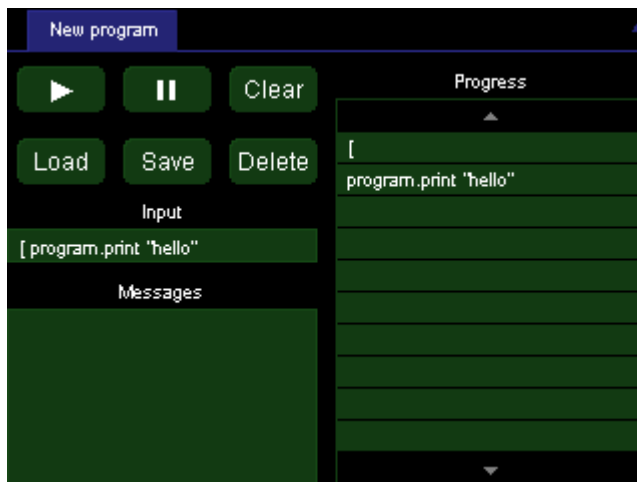 New program
Clear
Load
Save
Delete
Input
[ program.print "hello"
Messages
Progress
[
program.print "hello"